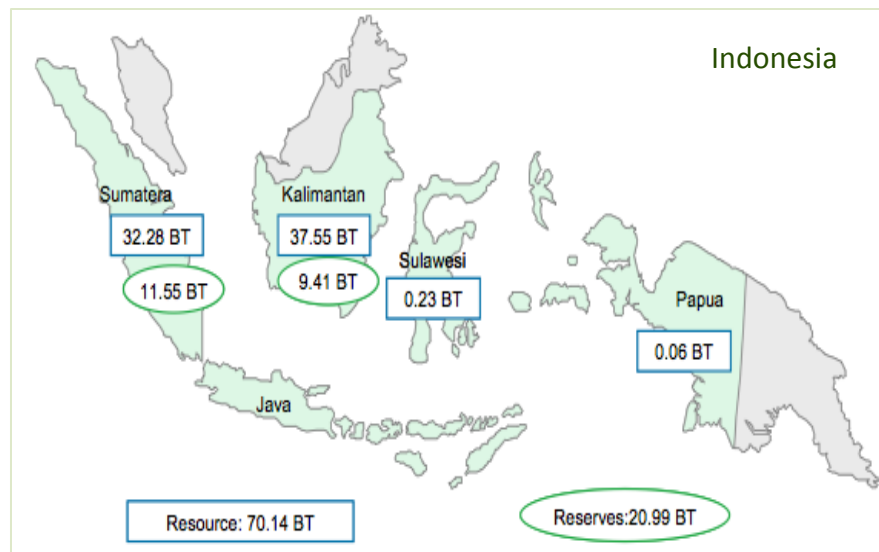 Indonesia
Sumatera
32.28 BT
11.55 BT
Kalimantan
37.55 BT
9.41 BT
Sulawesi
0.23 BT
Papua
0.06 BT
Java
Resource: 70.14 BT
Reserves:20.99 BT